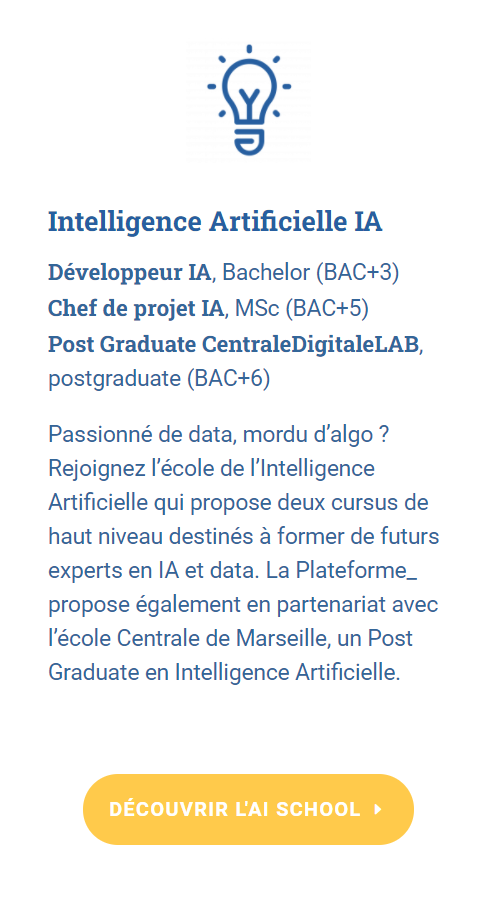 Intelligence Artificielle IA
Développeur IA, Bachelor (BAC+3)
Chef de projet IA, MSc (BAC+5)
Post Graduate CentraleDigitaleLAB,
postgraduate (BAC+6)
Passionné de data, mordu d’algo ?
Rejoignez l’école de l’Intelligence
Artificielle qui propose deux cursus de
haut niveau destinés à former de futurs
experts en IA et data. La Plateforme_
propose également en partenariat avec
l’école Centrale de Marseille, un Post
Graduate en Intelligence Artificielle.
DÉCOUVRIR L'AI SCHOOL